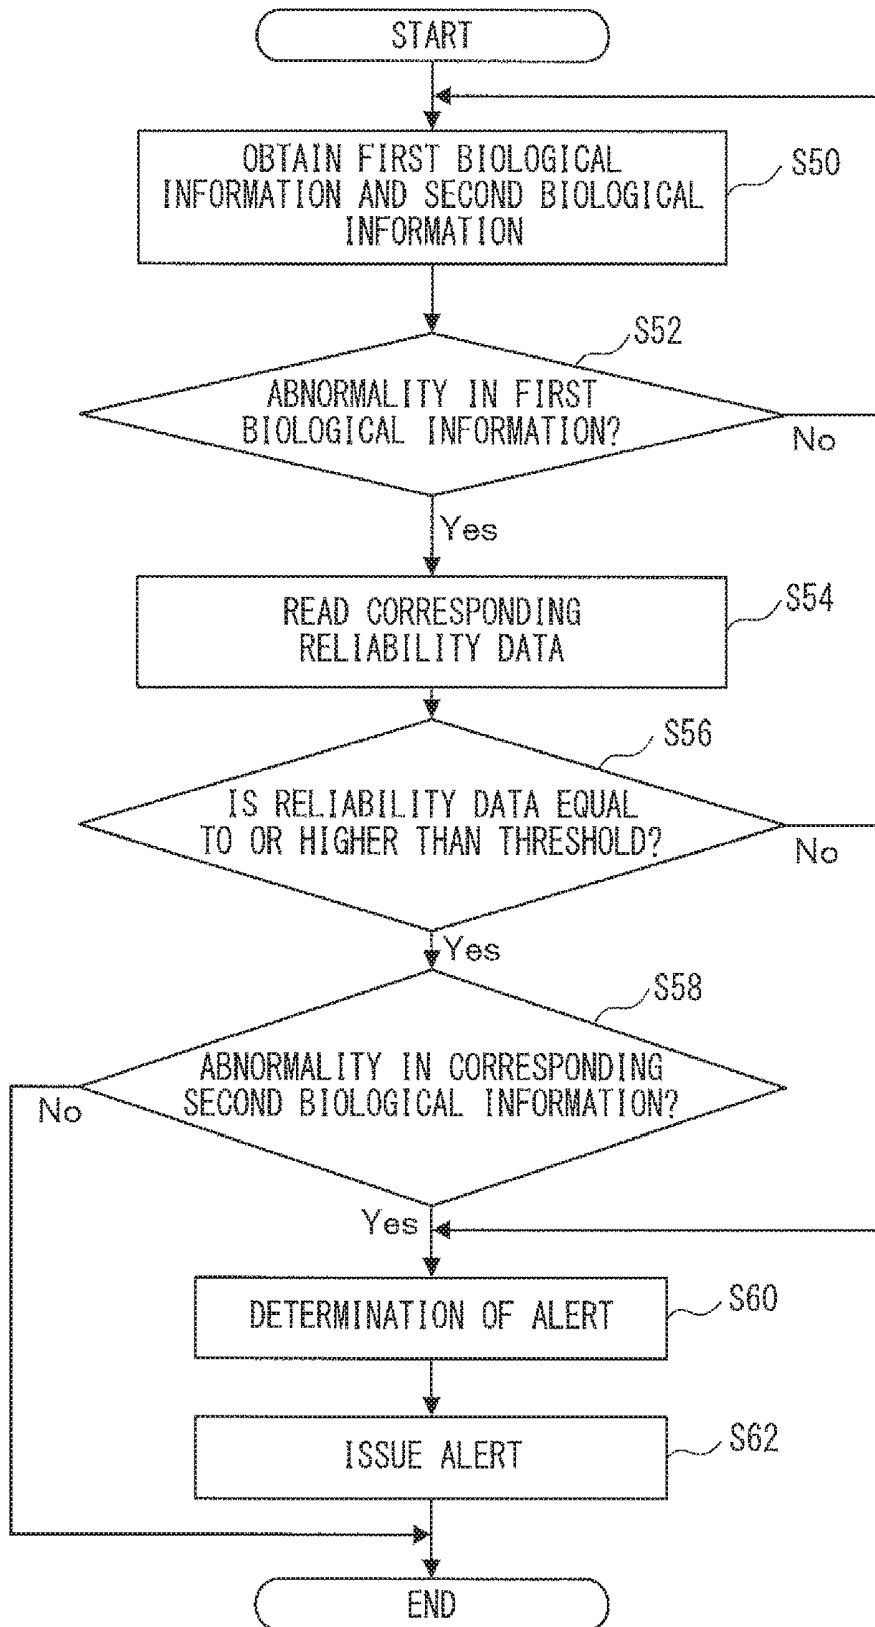 START
OBTAIN FIRST BIOLOGICAL
INFORMATION AND SECOND BIOLOGICAL
INFORMATION
S50
S52
ABNORMALITY IN FIRST
BIOLOGICAL INFORMATION?
No
Yes
READ CORRESPONDING
RELIABILITY DATA
S54
S56
IS RELIABILITY DATA EQUAL
TO OR HIGHER THAN THRESHOLD?
No
Yes
S58
ABNORMALITY IN CORRESPONDING
SECOND BIOLOGICAL INFORMATION?
No
Yes
DETERMINATION OF ALERT
S60
ISSUE ALERT
S62
END